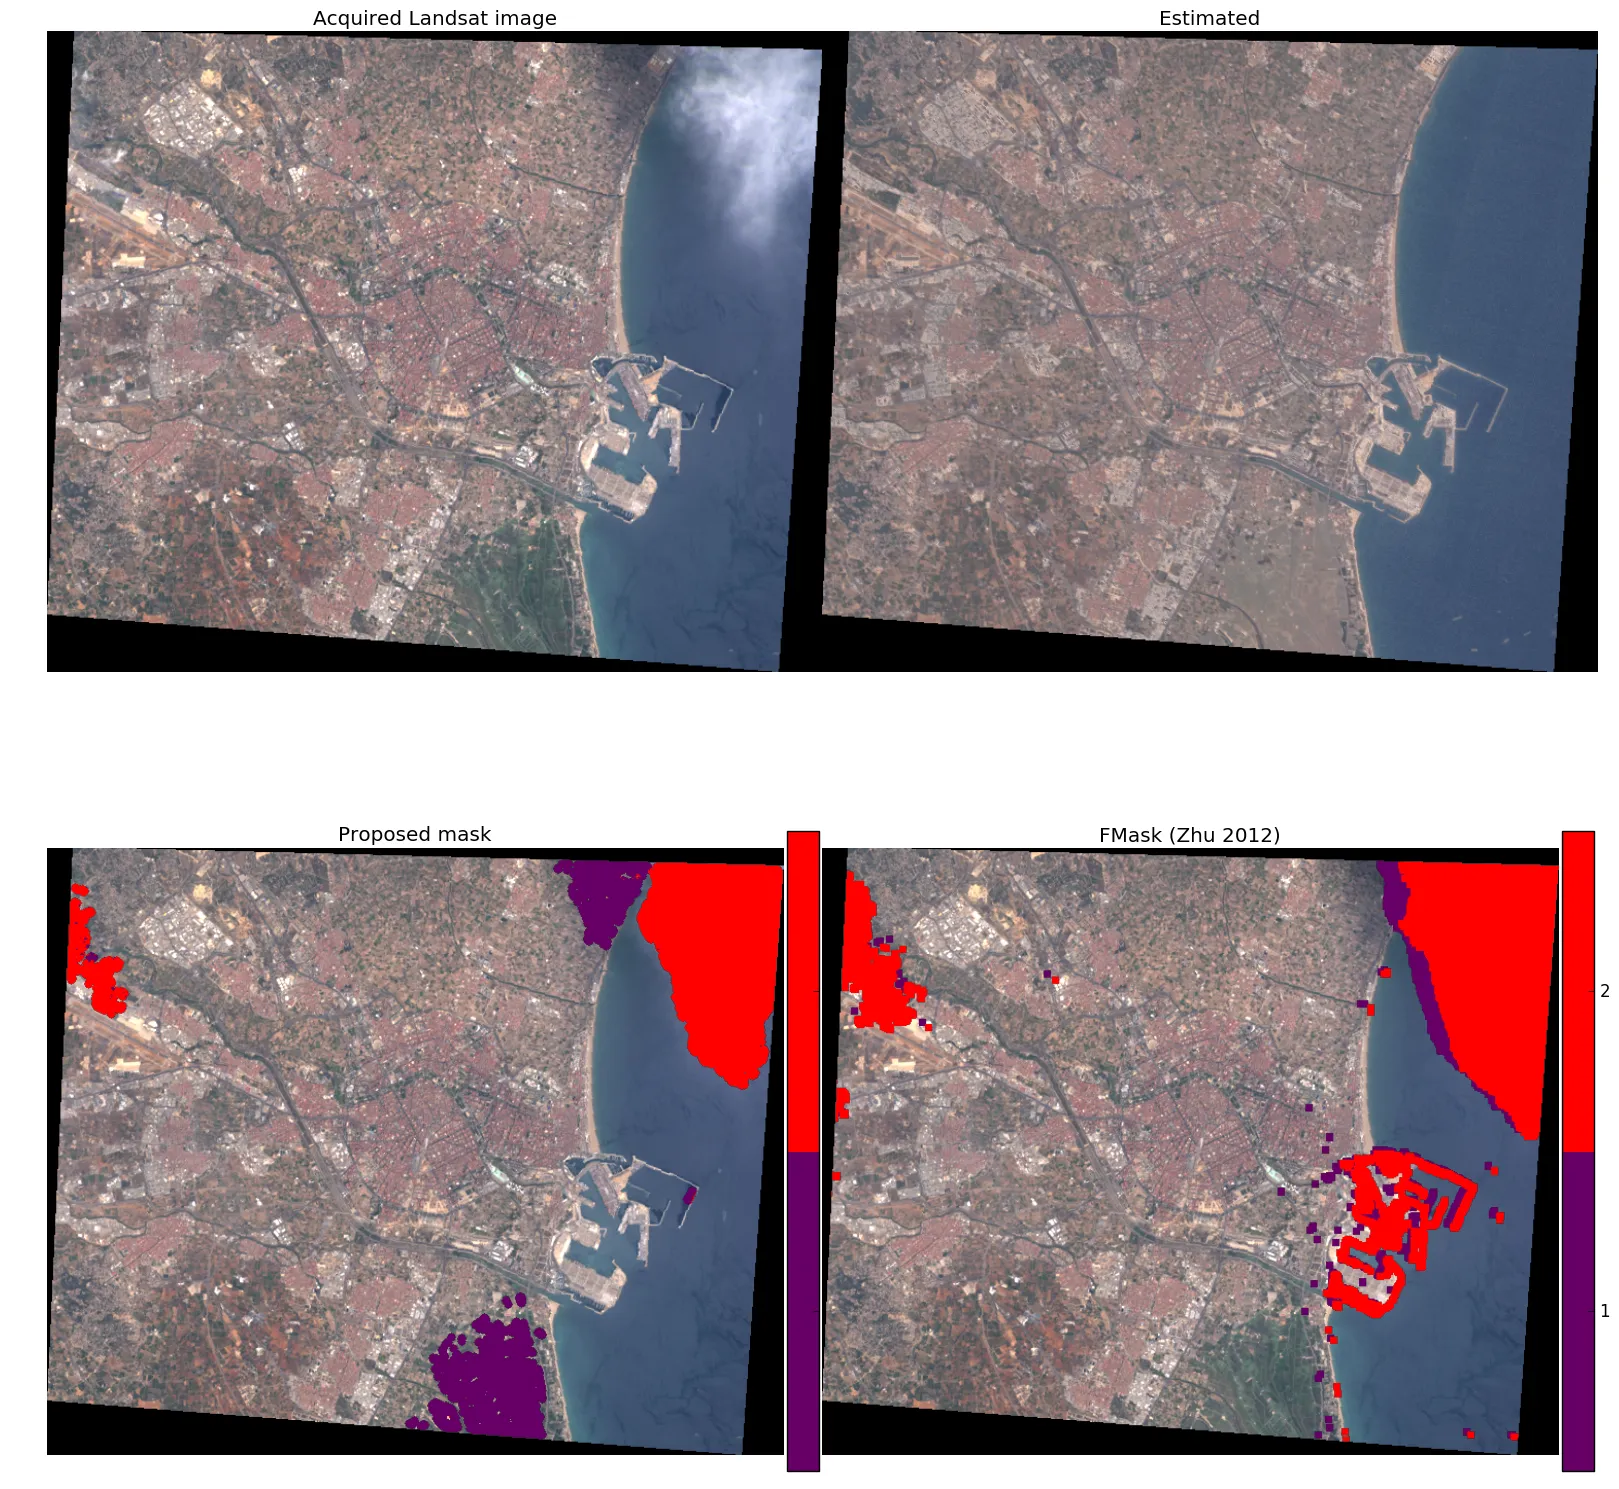 Acquired Landsat image
Estimated
Proposed mask
FMask (Zhu 2012)
2
1